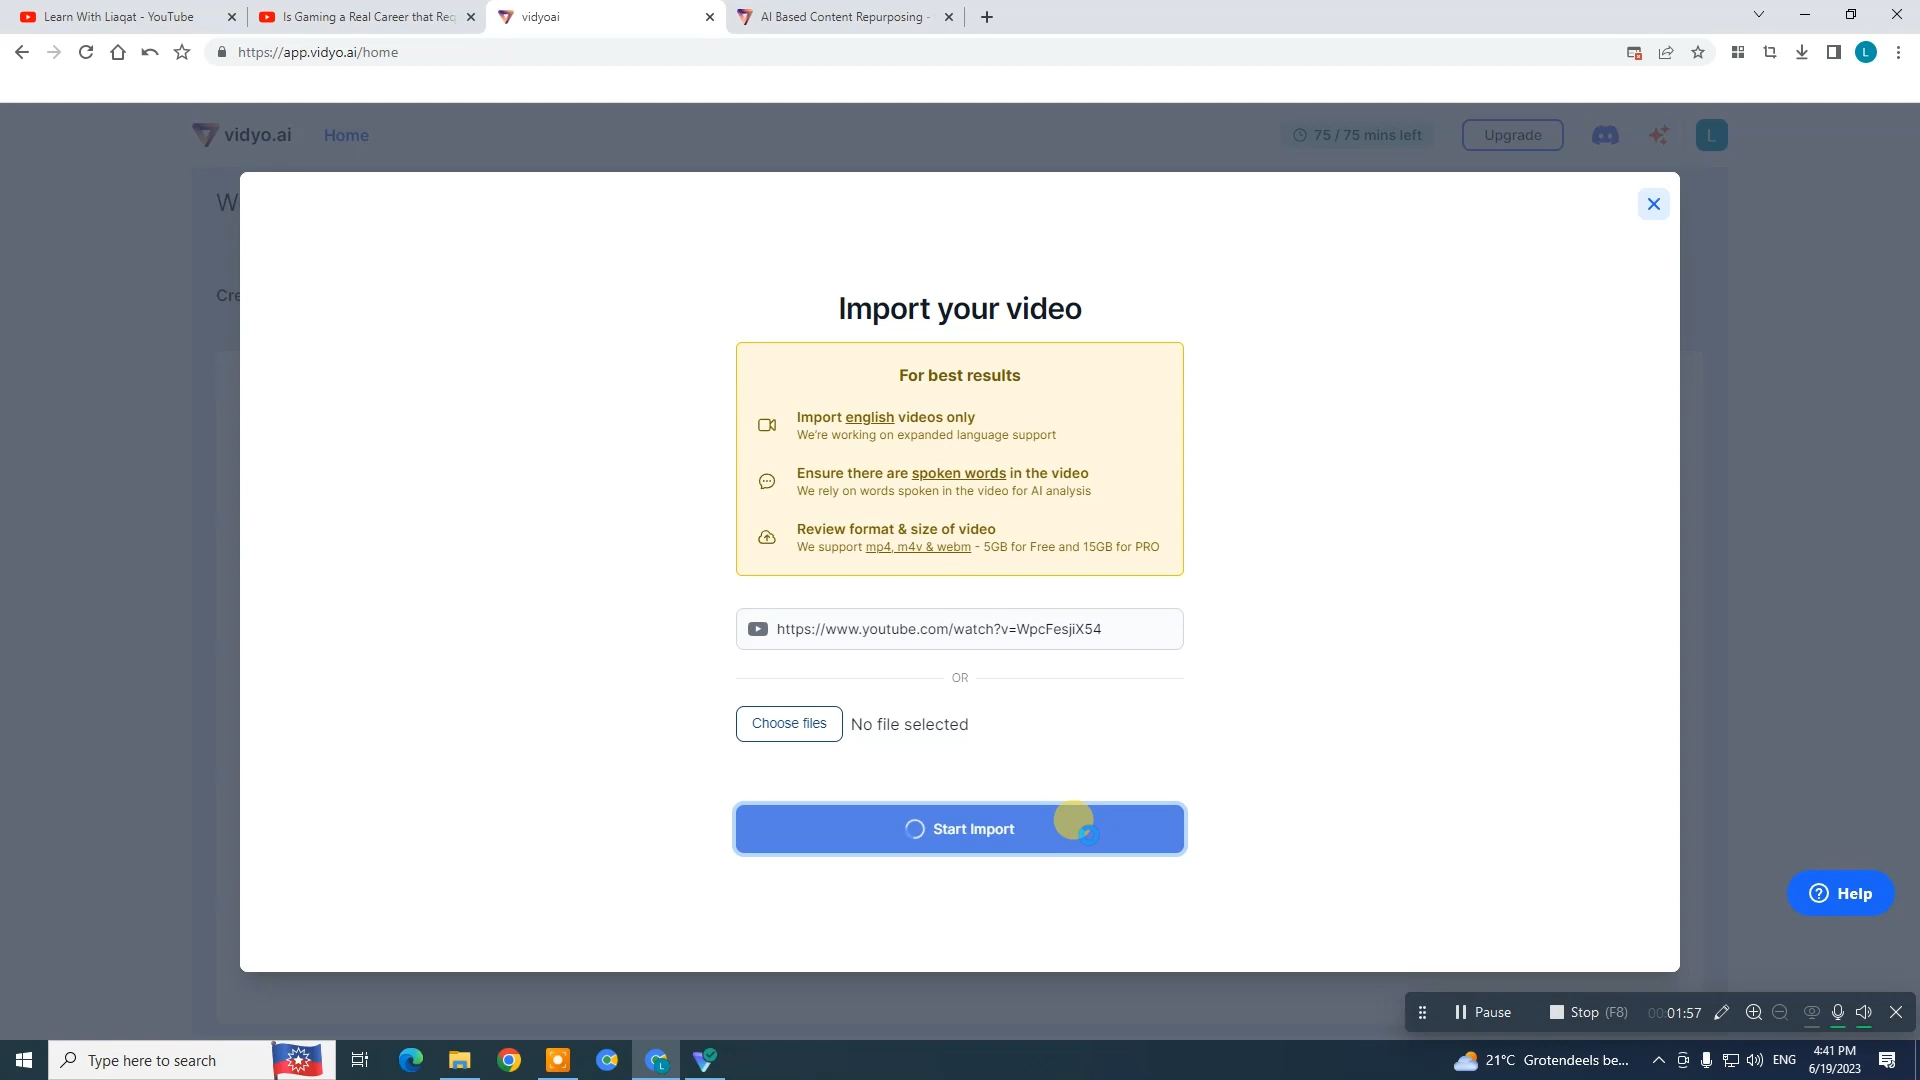 Learn With Liaqat - YouTube
Is Gaming a Real Career that Req
vidyoai
AI Based Content Repurposing -
https://app.vidyo.ai/home
L
vidyo.ai
Home
75 / 75 mins left
Upgrade
L
W
Cre
Import your video
For best results
Import english videos only
We're working on expanded language support
Ensure there are spoken words in the video
We rely on words spoken in the video for AI analysis
Review format & size of video
We support mp4, m4v & webm - 5GB for Free and 15GB for PRO
https://www.youtube.com/watch?v=WpcFesjiX54
OR
Choose files
No file selected
Start Import
Help
Pause
Stop (F8)
00:01:57
Type here to search
L
21°C Grotendeels be...
ENG
4:41 PM
6/19/2023